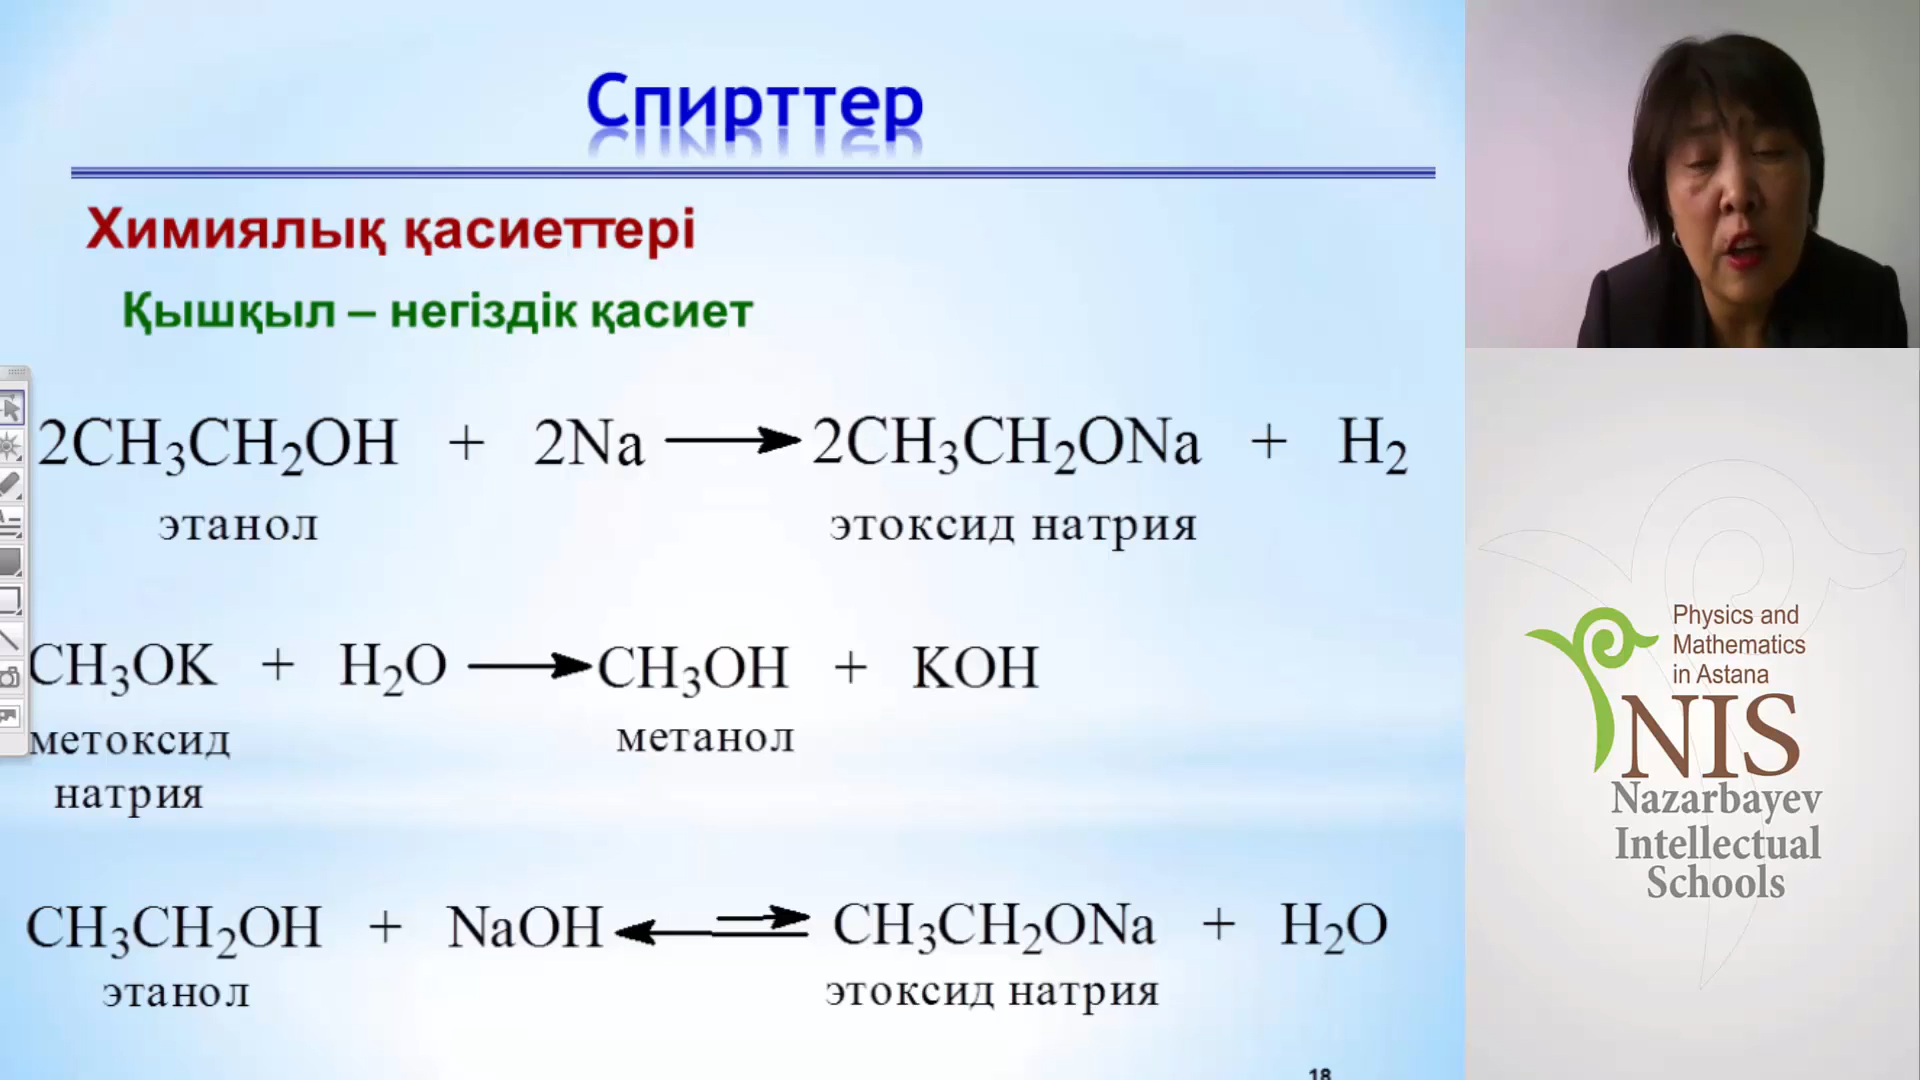 Спирттер
Химиялық қасиеттері
Қышқыл – негіздік қасиет
2CH₃CH₂OH + 2Na ⟶ 2CH₃CH₂ONa + H₂
этанол этоксид натрия
CH₃OK + H₂O ⟶ CH₃OH + KOH
метоксид метанол
натрия
CH₃CH₂OH + NaOH ⇌ CH₃CH₂ONa + H₂O
этанол этоксид натрия
18
Physics and
Mathematics
in Astana
NIS
Nazarbayev
Intellectual
Schools